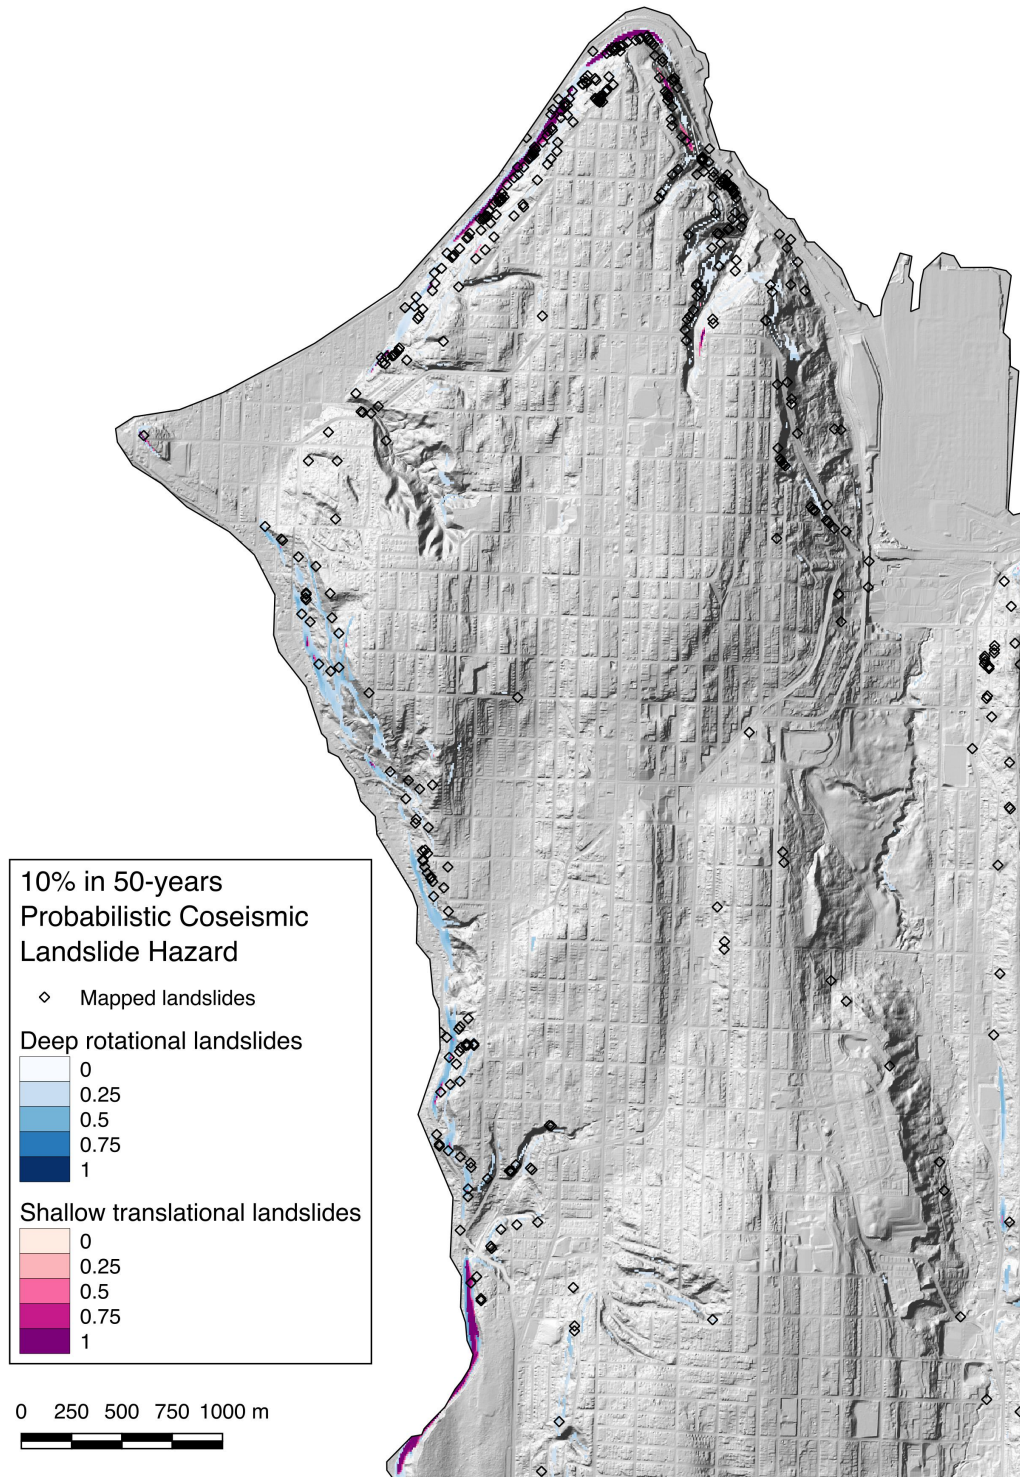 10% in 50-years
Probabilistic Coseismic
Landslide Hazard
Mapped landslides
Deep rotational landslides
0
0.25
0.5
0.75
1
Shallow translational landslides
0
0.25
0.5
0.75
1
0 250 500 750 1000 m